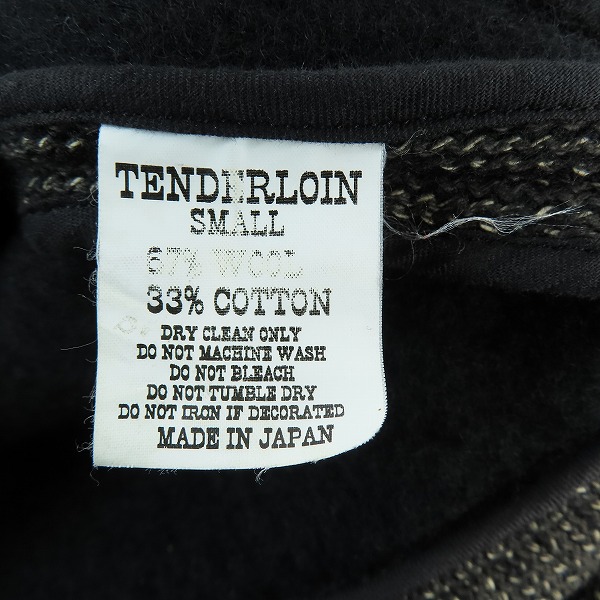 TENDERLOIN
SMALL
67% WOOL
33% COTTON
DRY CLEAN ONLY
DO NOT MACHINE WASH
DO NOT BLEACH
DO NOT TUMBLE DRY
DO NOT IRON IF DECORATED
MADE IN JAPAN